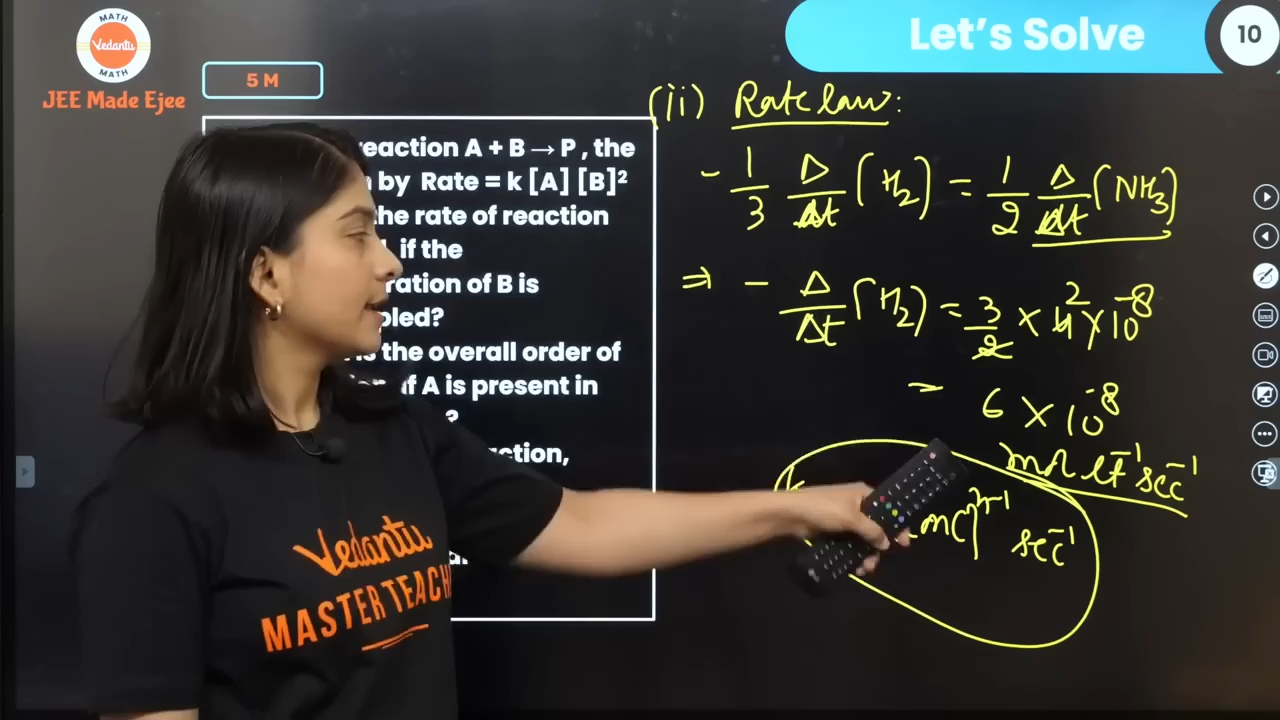 MATH
Vedantu
MATH
JEE Made Ejee
5 M
Let's Solve
10
reaction A + B → P , the
by Rate = k [A] [B]²
the rate of reaction
if the
of B is
the overall order of
if A is present in
?
(ii) Rate law:
- 1/3 Δ/Δt (H₂) = 1/2 Δ/Δt (NH₃)
⇒ - Δ/Δt (H₂) = 3/2 × 4 2 × 10⁻⁸
= 6 × 10⁻⁸
mol lt⁻¹ sec⁻¹
sec⁻¹
Vedantu
MASTER TEACH